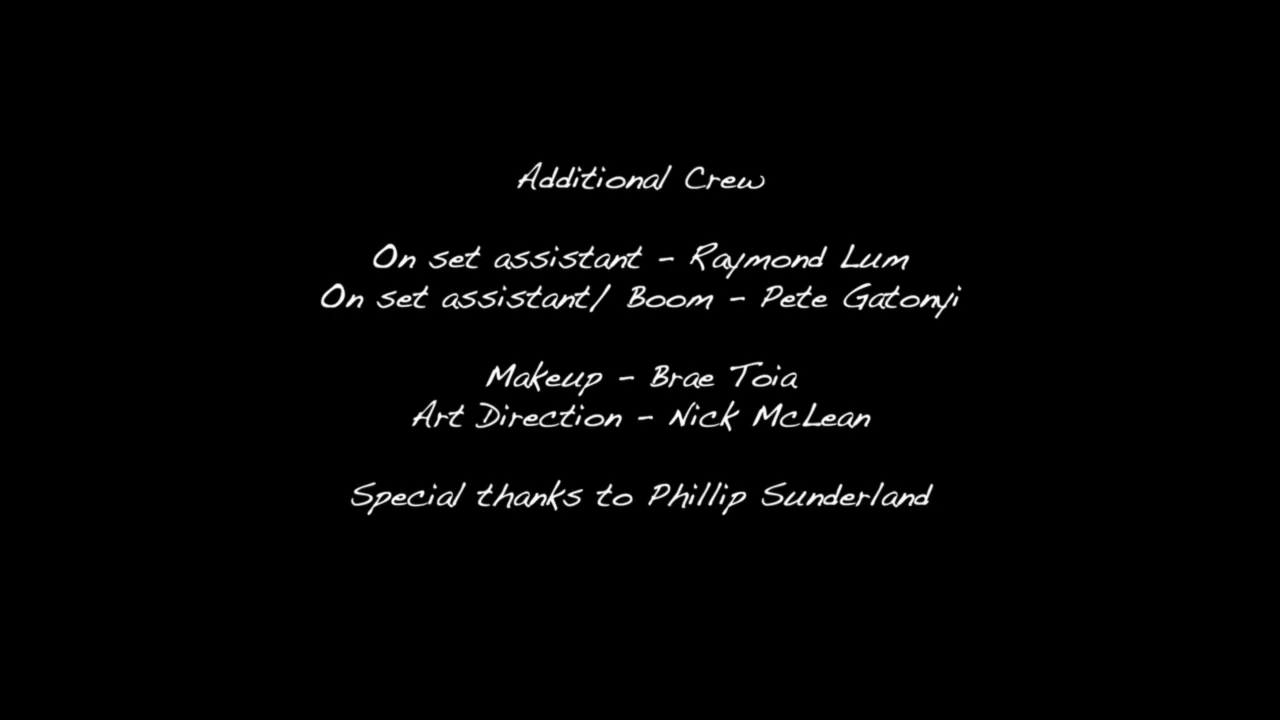 Additional Crew
On set assistant - Raymond Lum
On set assistant/ Boom - Pete Gatonyi
Makeup - Brae Toia
Art Direction - Nick McLean
Special thanks to Phillip Sunderland